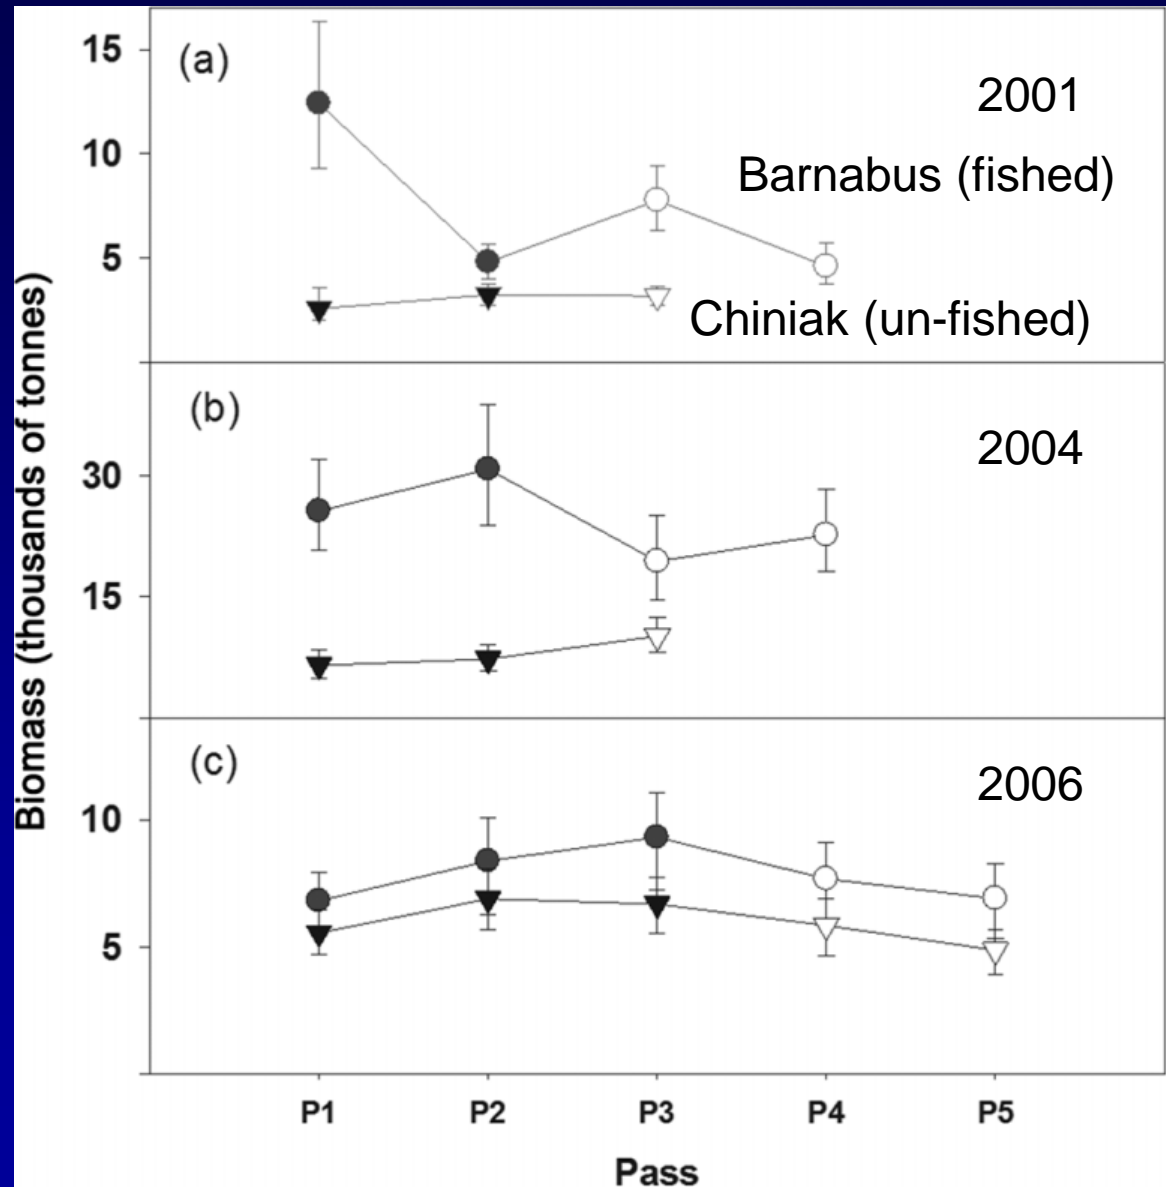 Biomass (thousands of tonnes)
(a)
2001
Barnabus (fished)
Chiniak (un-fished)
15
10
5
(b)
2004
30
15
(c)
2006
10
5
P1 P2 P3 P4 P5
Pass